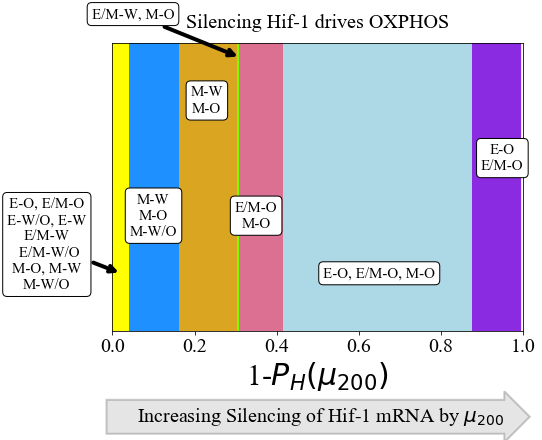 E/M-W, M-O
Silencing Hif-1 drives OXPHOS
M-W
M-O
E-O
E/M-O
E-O, E/M-O
E-W/O, E-W
E/M-W
E/M-W/O
M-O, M-W
M-W/O
M-W
M-O
M-W/O
E/M-O
M-O
E-O, E/M-O, M-O
0.0 0.2 0.4 0.6 0.8 1.0
1-P_H(μ_200)
Increasing Silencing of Hif-1 mRNA by μ_200